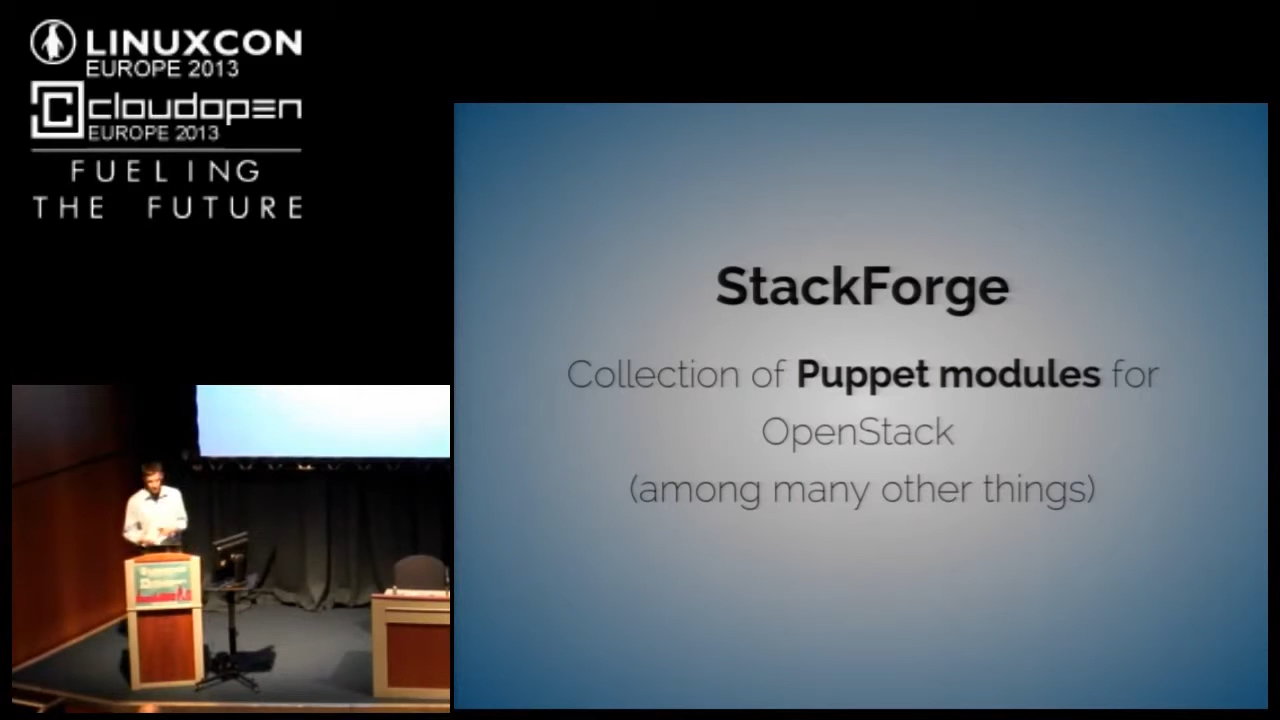 LINUXCON
EUROPE 2013
cloudopen
EUROPE 2013
FUELING
THE FUTURE
StackForge
Collection of Puppet modules for
OpenStack
(among many other things)